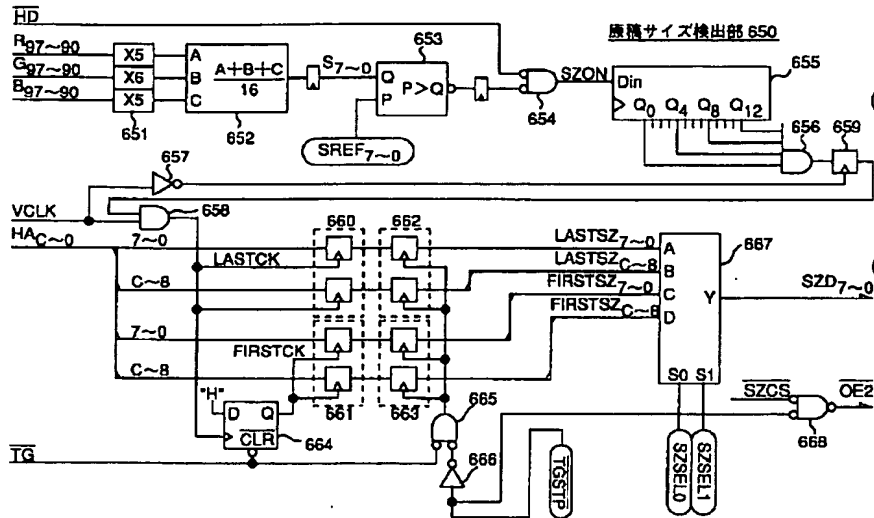 HD
R97~90
G97~90
B97~90
X5
X6
X5
651
A
B
C
A+B+C
16
652
S7~0
653
Q
P
P>Q
SREF7~0
654
SZON
原稿サイズ検出部 650
655
Din
Q0 Q4 Q8 Q12
656
659
657
658
VCLK
HAC~0
7~0
LASTCK
C~8
7~0
FIRSTCK
C~8
660
662
661
663
LASTSZ7~0
LASTSZC~8
FIRSTSZ7~0
FIRSTSZC~8
A
B
C
D
Y
S0 S1
667
SZD7~0
"H"
D Q
CLR
664
665
666
TG
TGSTP
SZSEL0
SZSEL1
SZCS
OE2
668